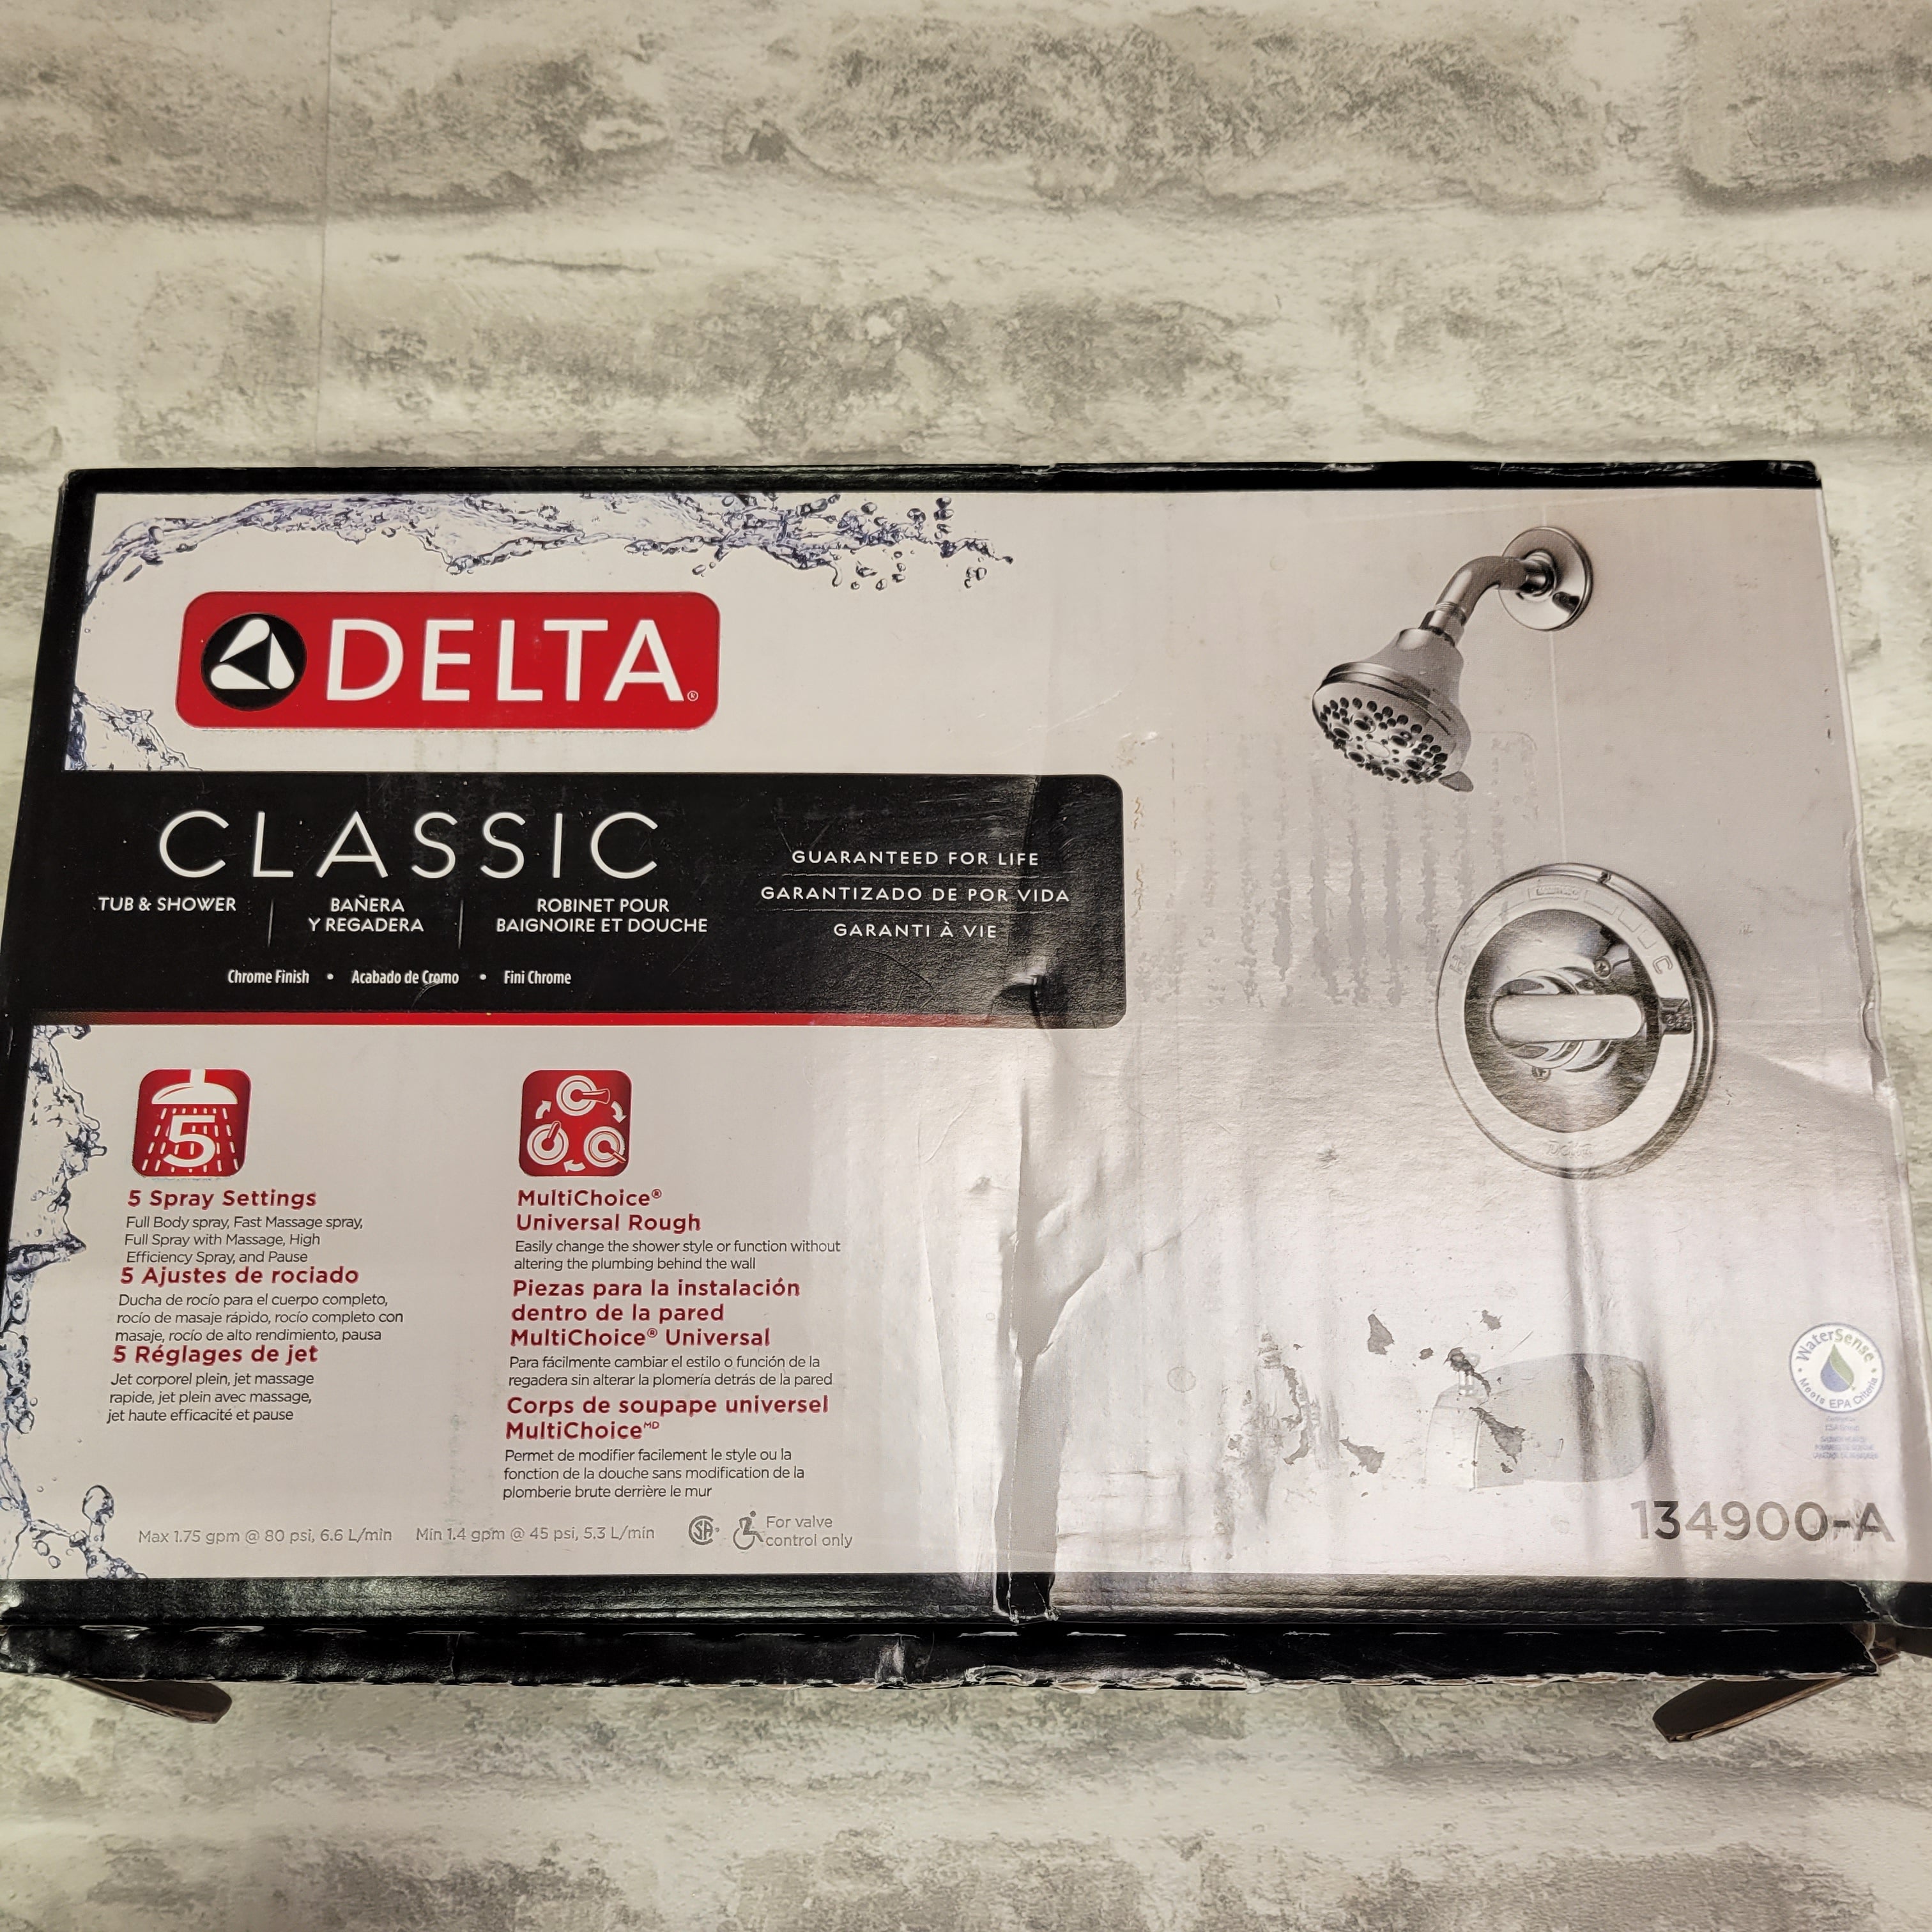 DELTA®
CLASSIC
TUB & SHOWER
BAÑERA
Y REGADERA
ROBINET POUR
BAIGNOIRE ET DOUCHE
Chrome Finish • Acabado de Cromo • Fini Chrome
GUARANTEED FOR LIFE
GARANTIZADO DE POR VIDA
GARANTI À VIE
5
5 Spray Settings
Full Body spray, Fast Massage spray,
Full Spray with Massage, High
Efficiency Spray, and Pause
5 Ajustes de rociado
Ducha de rocío para el cuerpo completo,
rocío de masaje rápido, rocío completo con
masaje, rocío de alto rendimiento, pausa
5 Réglages de jet
Jet corporel plein, jet massage
rapide, jet plein avec massage,
jet haute efficacité et pause
MultiChoice®
Universal Rough
Easily change the shower style or function without
altering the plumbing behind the wall
Piezas para la instalación
dentro de la pared
MultiChoice® Universal
Para fácilmente cambiar el estilo o función de la
regadera sin alterar la plomería detrás de la pared
Corps de soupape universel
MultiChoice MD
Permet de modifier facilement le style ou la
fonction de la douche sans modification de la
plomberie brute derrière le mur
Max 1.75 gpm @ 80 psi, 6.6 L/min Min 1.4 gpm @ 45 psi, 5.3 L/min
For valve
control only
C
WaterSense
Meets EPA Criteria
134900-A